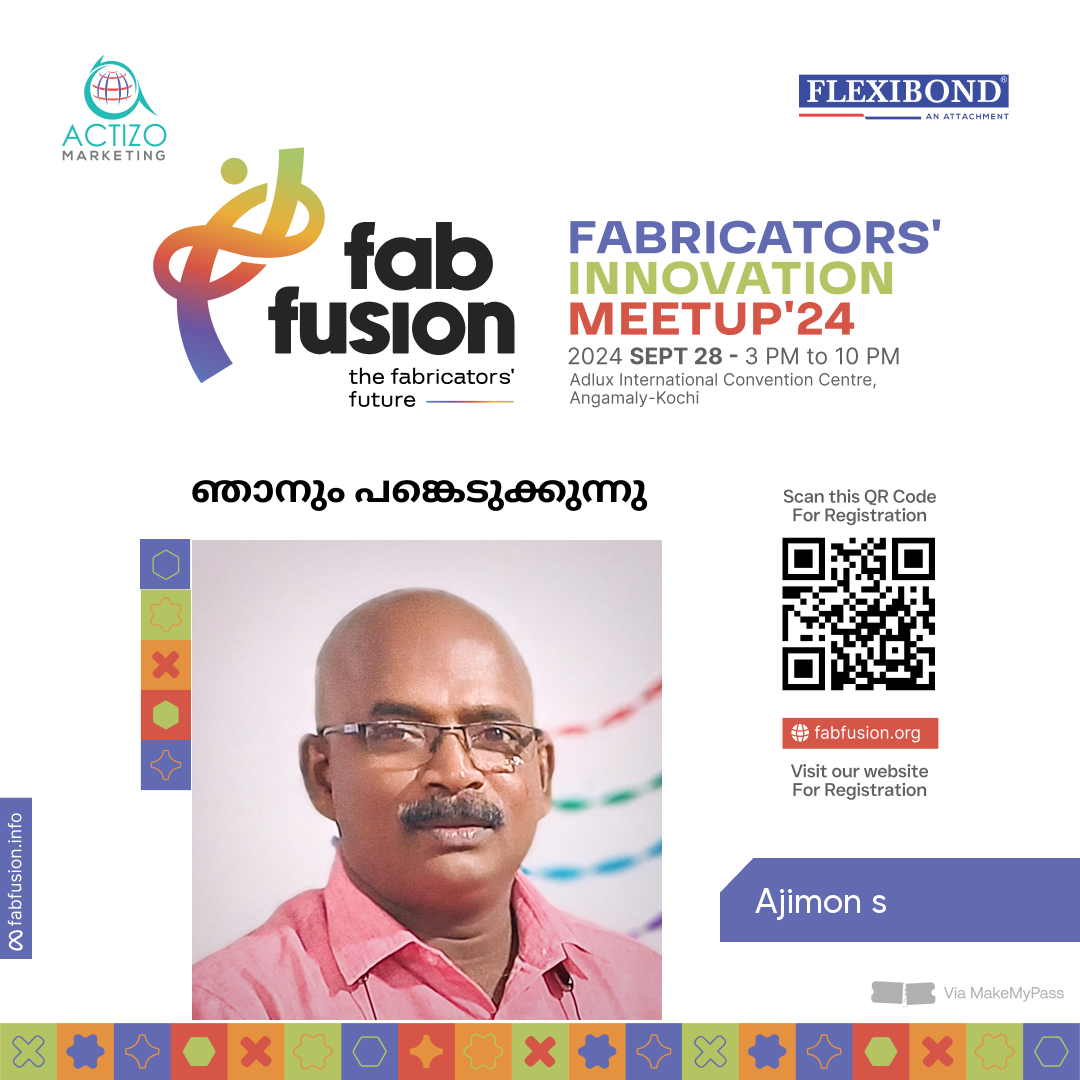 ACTIZO
MARKETING
FLEXIBOND®
AN ATTACHMENT
fab
fusion
the fabricators'
future
FABRICATORS'
INNOVATION
MEETUP'24
2024 SEPT 28 - 3 PM to 10 PM
Adlux International Convention Centre,
Angamaly-Kochi
ഞാനും പങ്കെടുക്കുന്നു
Scan this QR Code
For Registration
fabfusion.org
Visit our website
For Registration
fabfusion.info
Ajimon s
Via MakeMyPass